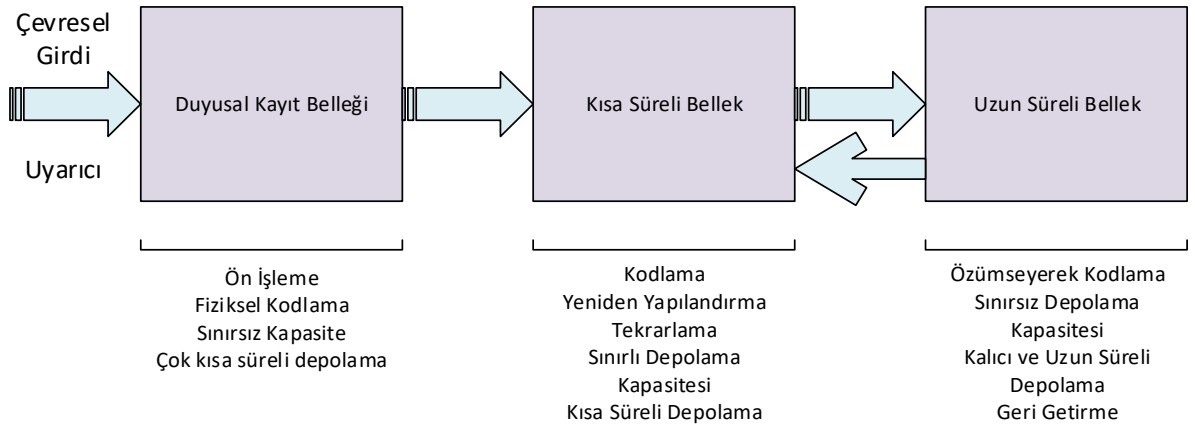 Çevresel
Girdi
Uyarıcı
Duyusal Kayıt Belleği
Kısa Süreli Bellek
Uzun Süreli Bellek
Ön İşleme
Fiziksel Kodlama
Sınırsız Kapasite
Çok kısa süreli depolama
Kodlama
Yeniden Yapılandırma
Tekrarlama
Sınırlı Depolama
Kapasitesi
Kısa Süreli Depolama
Özümseyerek Kodlama
Sınırsız Depolama
Kapasitesi
Kalıcı ve Uzun Süreli
Depolama
Geri Getirme